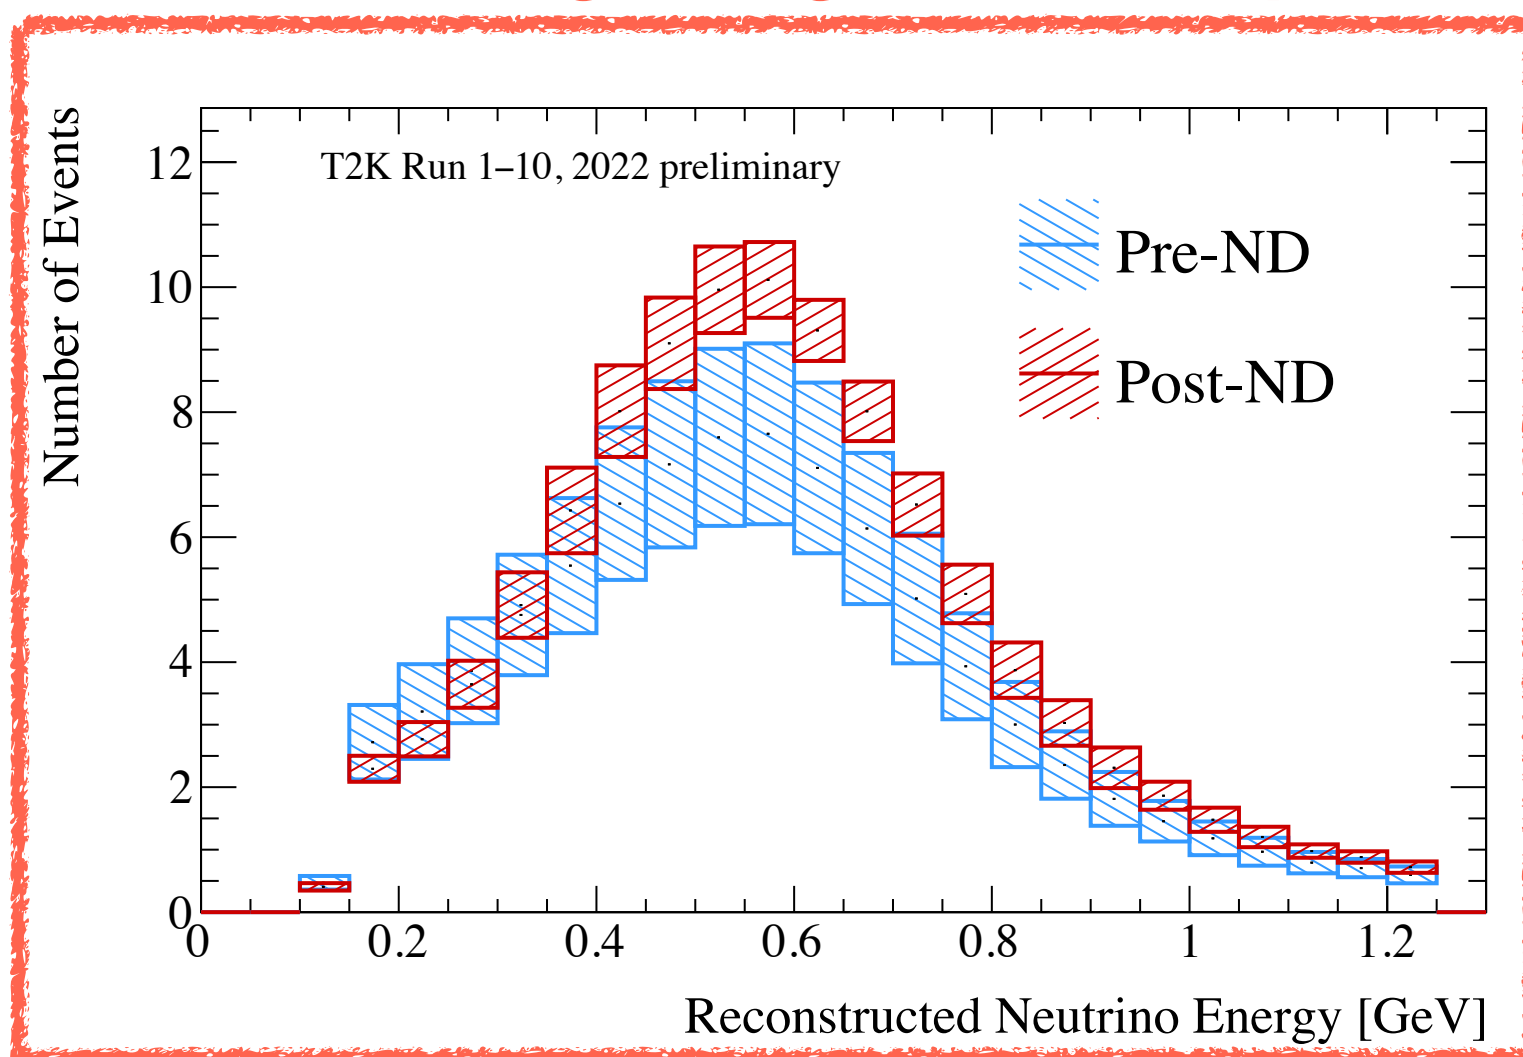 Number of Events
T2K Run 1–10, 2022 preliminary
Pre-ND
Post-ND
12
10
8
6
4
2
0
0 0.2 0.4 0.6 0.8 1 1.2
Reconstructed Neutrino Energy [GeV]